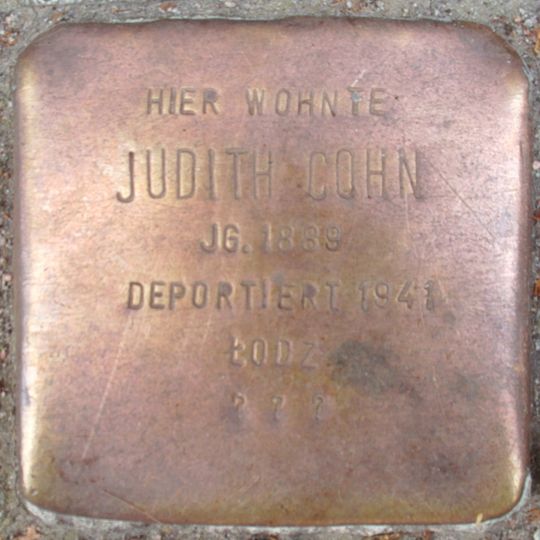 HIER WOHNTE
JUDITH COHN
JG. 1889
DEPORTIERT 1941
ŁODZ
? ? ?